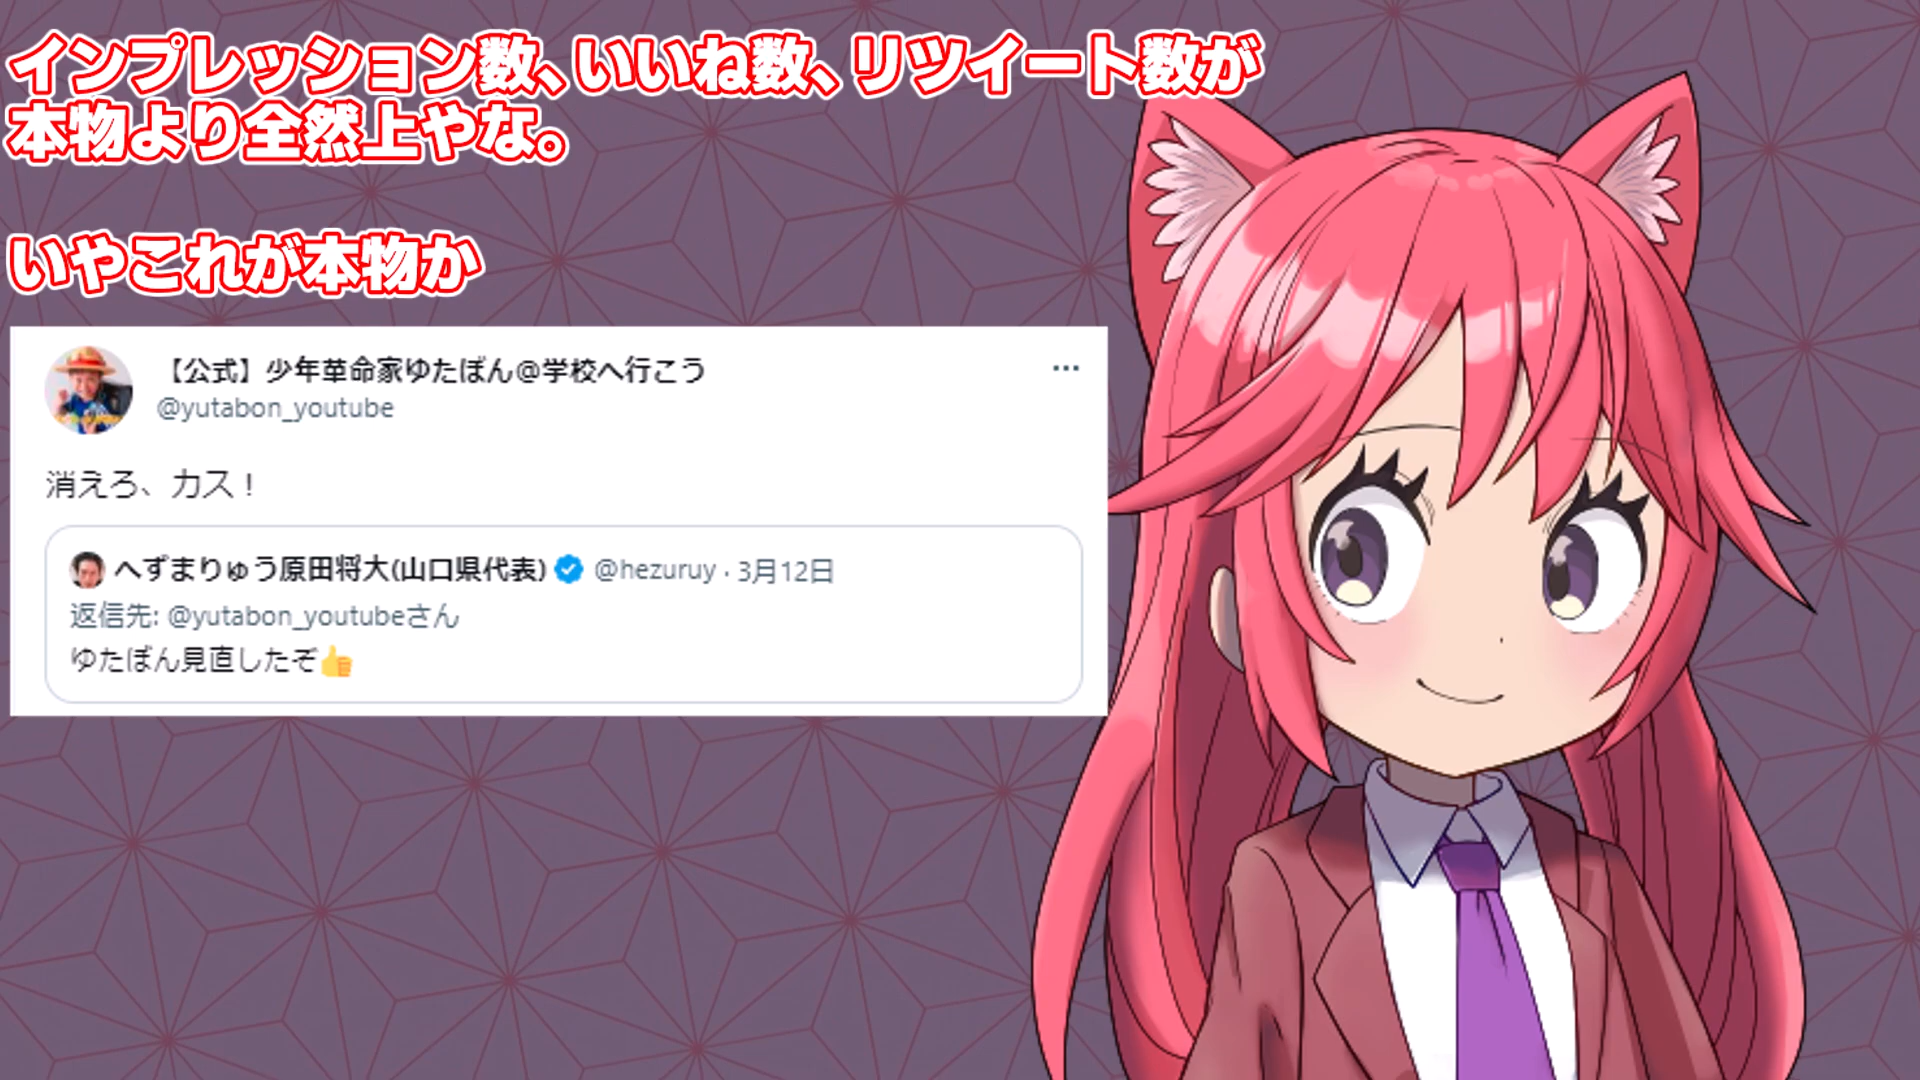 インプレッション数、いいね数、リツイート数が
本物より全然上やな。
いやこれが本物か
【公式】少年革命家ゆたぼん@学校へ行こう
@yutabon_youtube
消えろ、カス！
へずまりゅう原田将大(山口県代表) @hezuruy · 3月12日
返信先: @yutabon_youtubeさん
ゆたぼん見直したぞ👍